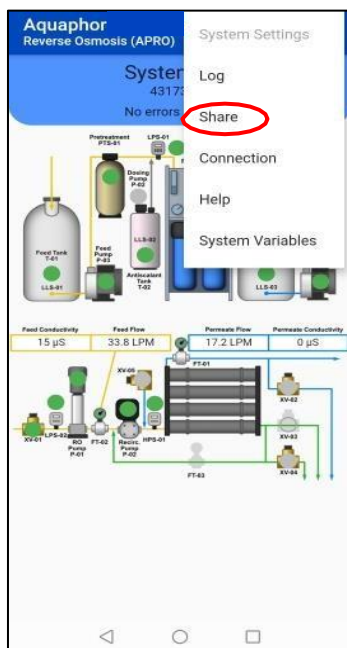 Aquaphor
Reverse Osmosis (APRO)
System Settings
Log
Share
Connection
Help
System Variables
No errors
Pretreatment
PTS-01
LPS-01
Dosing
Pump
P-02
Feed Tank
T-01
Feed
Pump
P-03
LLS-02
LLS-01
Antiscalant
Tank
T-02
LLS-03
Feed Conductivity
Feed Flow
Permeate Flow
Permeate Conductivity
15 µS
33.8 LPM
17.2 LPM
0 µS
FT-01
XV-05
XV-02
XV-01
LPS-02
RO
Pump
P-01
FT-02
Recirc.
Pump
P-02
HPS-01
XV-03
FT-03
XV-04